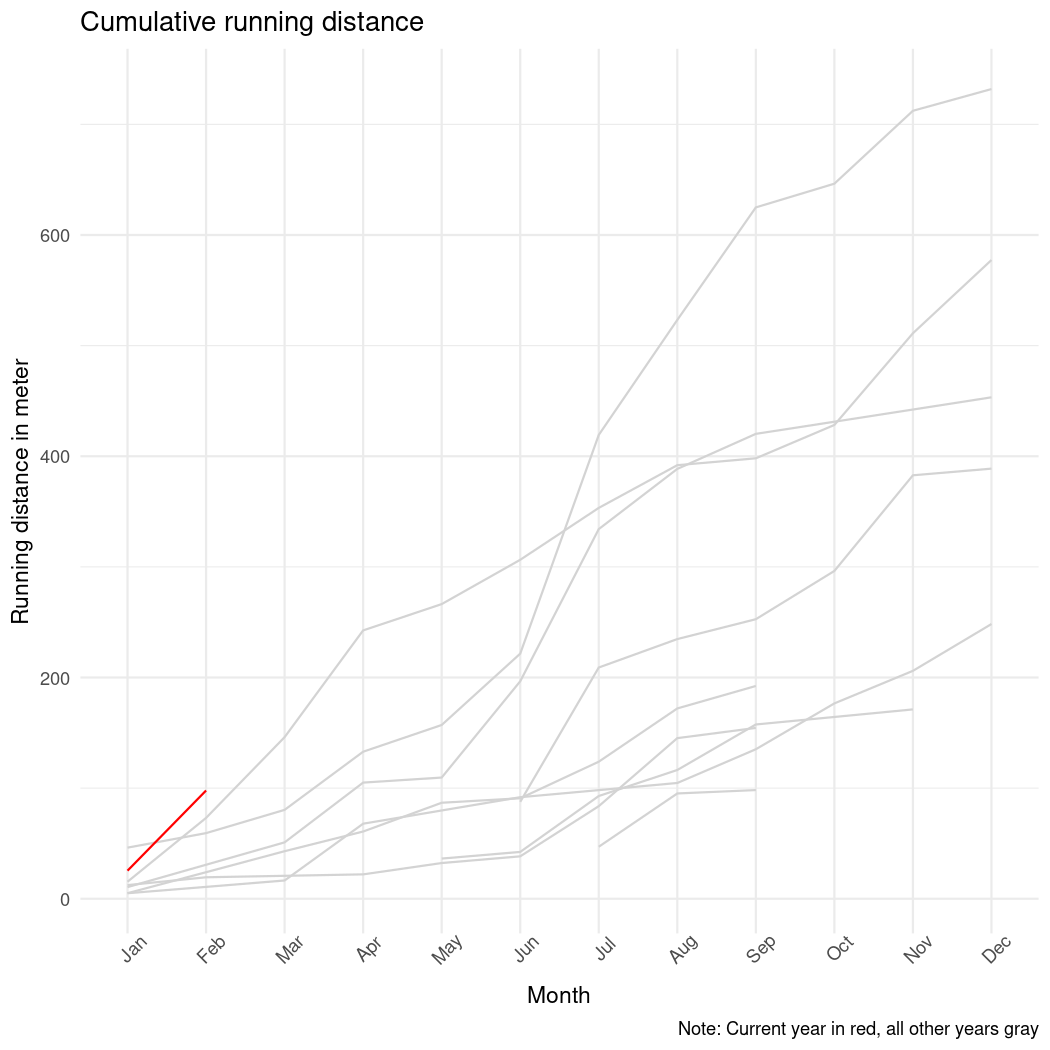 Cumulative running distance
Running distance in meter
600
400
200
0
Jan
Feb
Mar
Apr
May
Jun
Jul
Aug
Sep
Oct
Nov
Dec
Month
Note: Current year in red, all other years gray